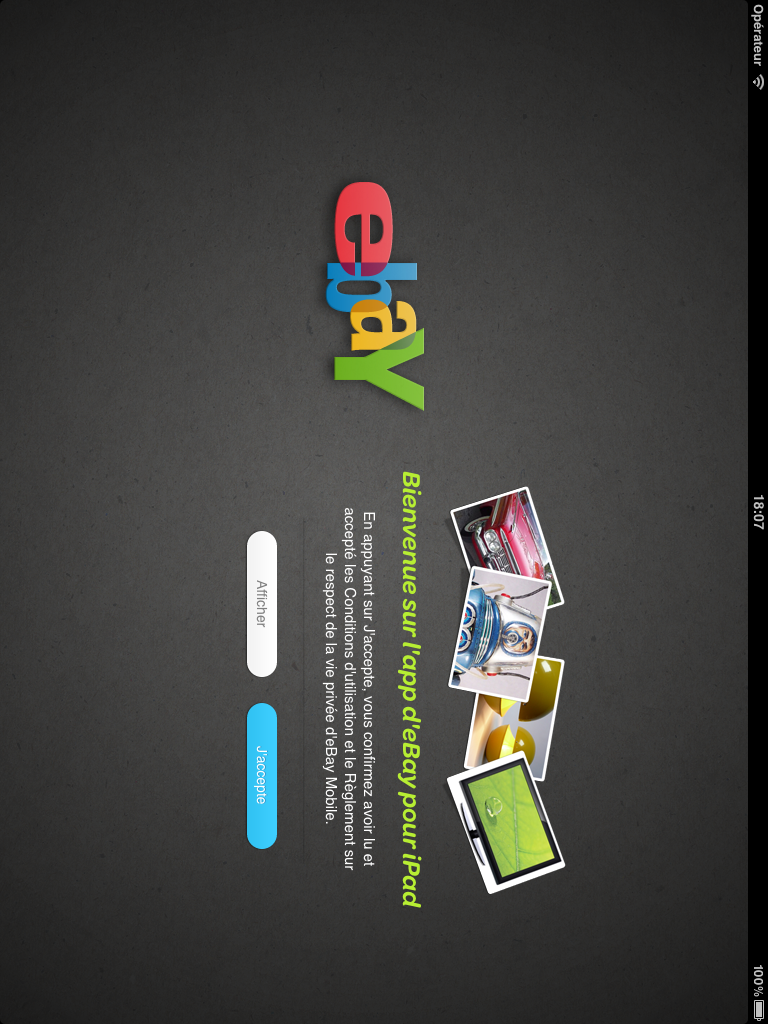 Opérateur
18:07
100%
ebay
Bienvenue sur l'app d'eBay pour iPad
En appuyant sur J'accepte, vous confirmez avoir lu et
accepté les Conditions d'utilisation et le Règlement sur
le respect de la vie privée d'eBay Mobile.
Afficher
J'accepte